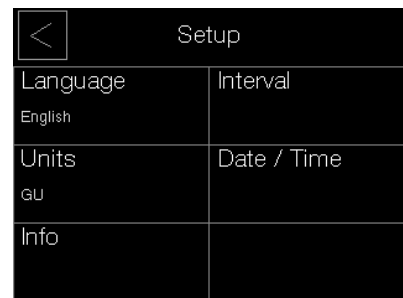 Setup
Language
English
Interval
Units
GU
Date / Time
Info